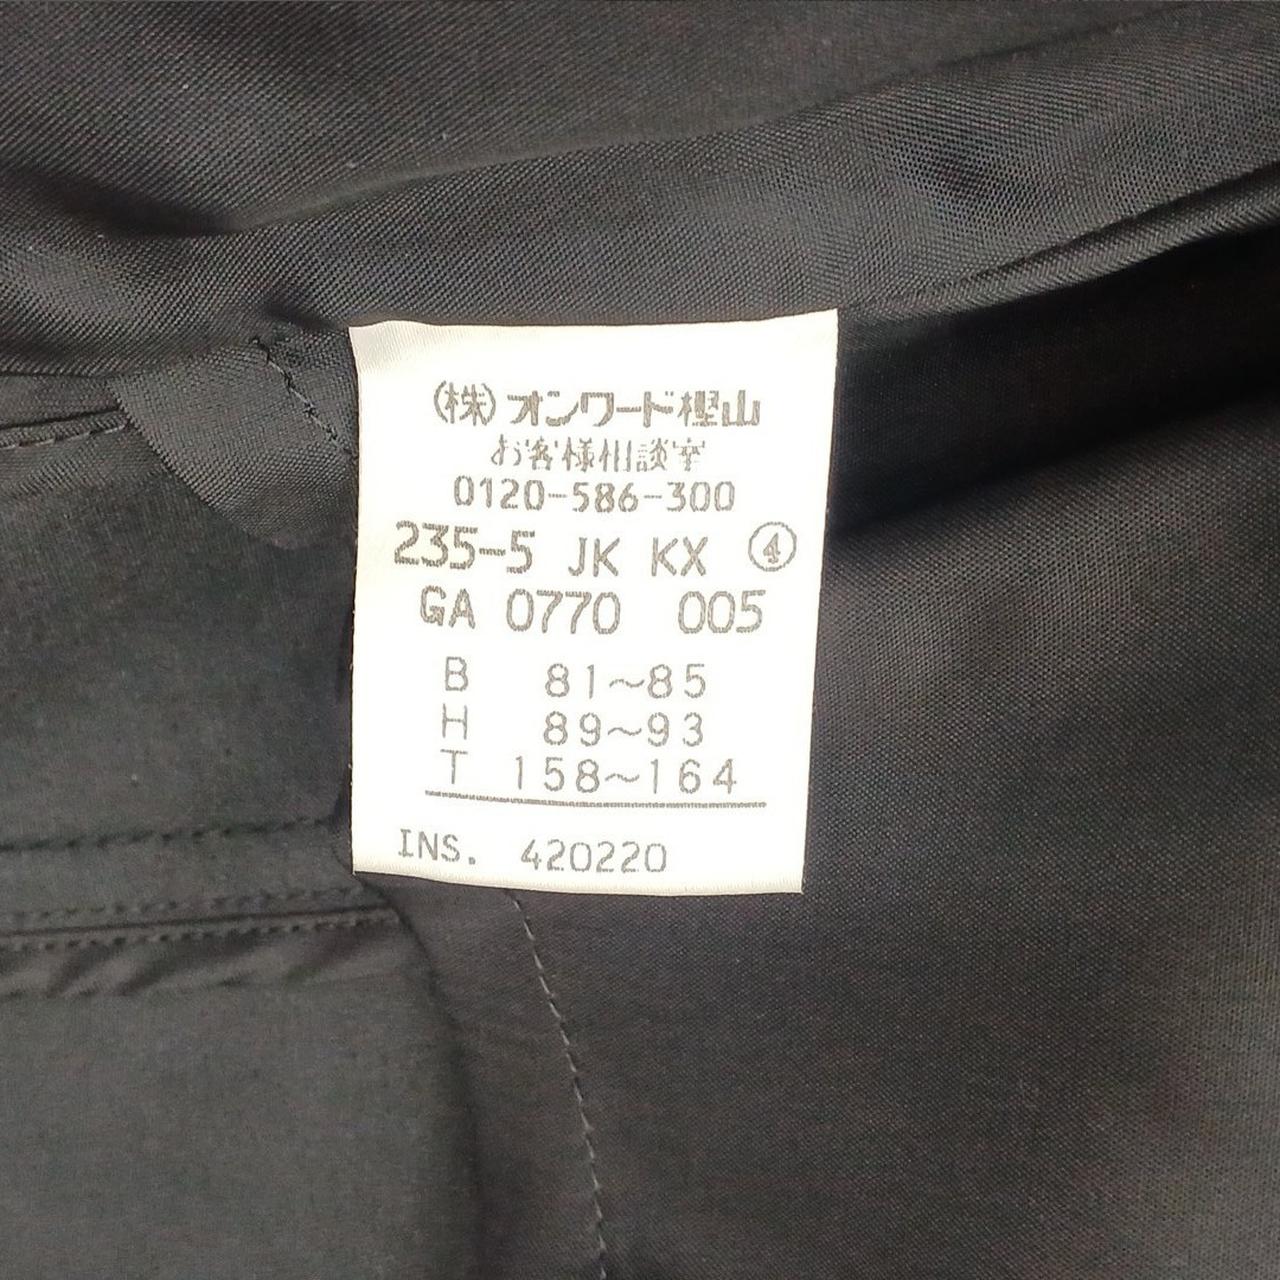 (株)オンワード樫山
お客様相談室
0120-586-300
235-5 JK KX ④
GA 0770 005
B 81~85
H 89~93
T 158~164
INS. 420220